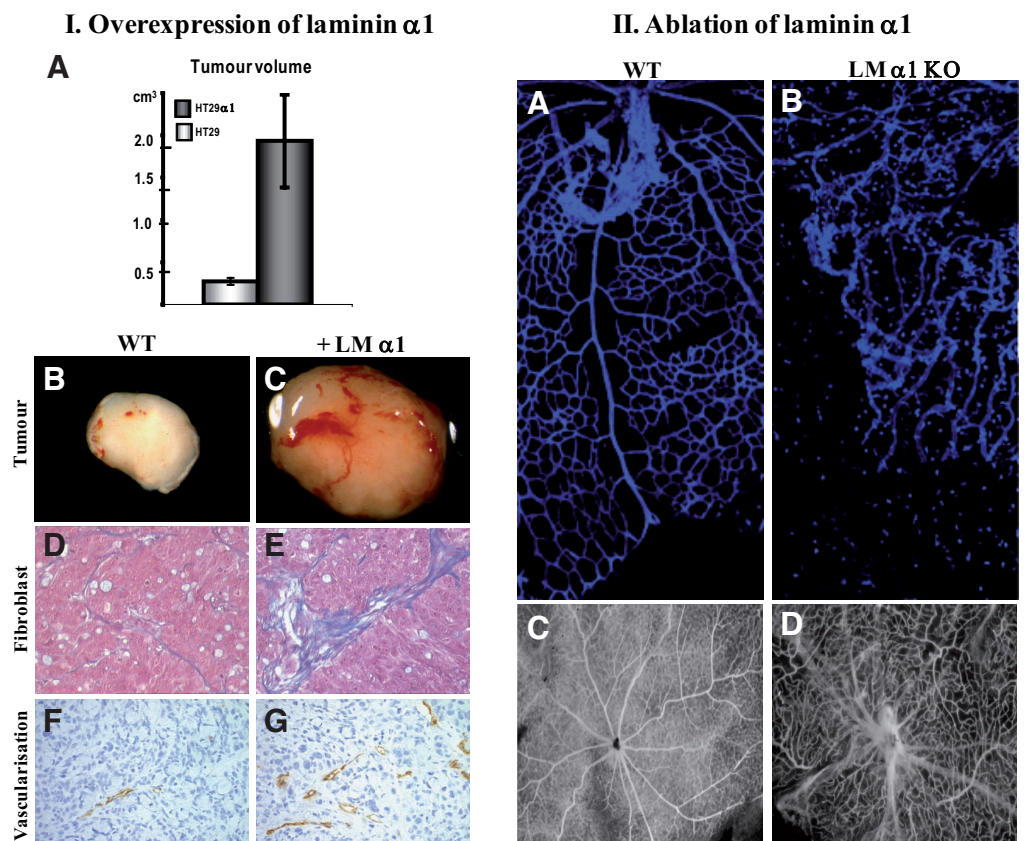 I. Overexpression of laminin α1
A
Tumour volume
cm³
HT29α1
HT29
2.0
1.5
1.0
0.5
WT
+ LM α1
Tumour
B
C
Fibroblast
D
E
Vascularisation
F
G
II. Ablation of laminin α1
WT
LM α1 KO
A
B
C
D